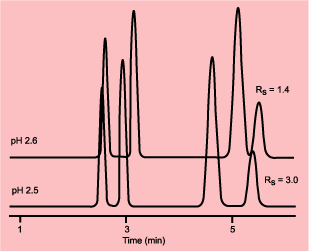 Rs = 1.4
pH 2.6
Rs = 3.0
pH 2.5
1 3 5
Time (min)